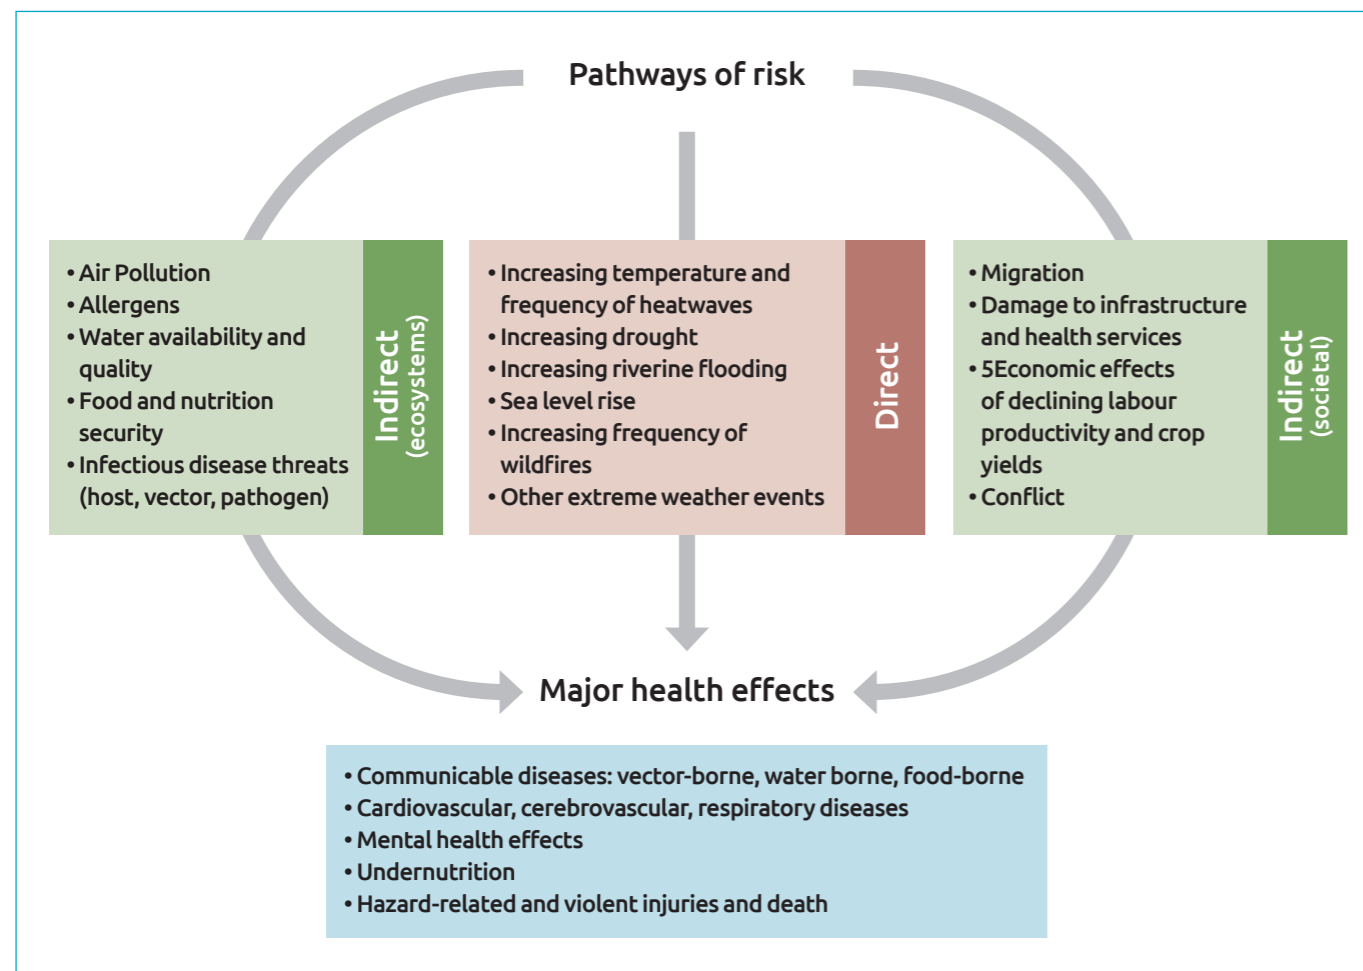 Pathways of risk
• Air Pollution
• Allergens
• Water availability and
quality
• Food and nutrition
security
• Infectious disease threats
(host, vector, pathogen)
Indirect
(ecosystems)
• Increasing temperature and
frequency of heatwaves
• Increasing drought
• Increasing riverine flooding
• Sea level rise
• Increasing frequency of
wildfires
• Other extreme weather events
Direct
• Migration
• Damage to infrastructure
and health services
• 5Economic effects
of declining labour
productivity and crop
yields
• Conflict
Indirect
(societal)
Major health effects
• Communicable diseases: vector-borne, water borne, food-borne
• Cardiovascular, cerebrovascular, respiratory diseases
• Mental health effects
• Undernutrition
• Hazard-related and violent injuries and death